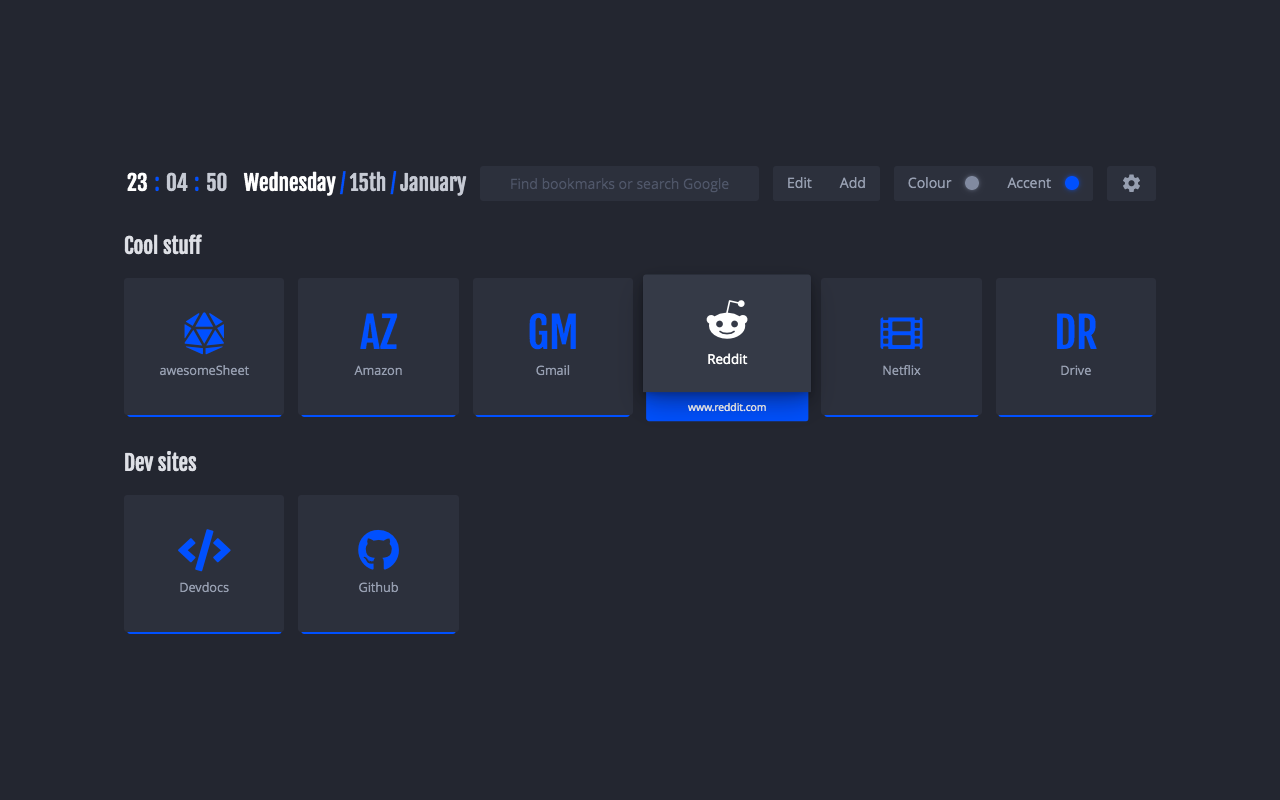 23 : 04 : 50 Wednesday / 15th / January Find bookmarks or search Google Edit Add Colour Accent
Cool stuff
AZ GM DR
awesomeSheet Amazon Gmail Reddit Netflix Drive
www.reddit.com
Dev sites
Devdocs Github